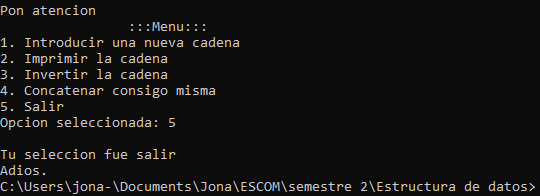 Pon atencion
:::Menu:::
1. Introducir una nueva cadena
2. Imprimir la cadena
3. Invertir la cadena
4. Concatenar consigo misma
5. Salir
Opcion seleccionada: 5
Tu seleccion fue salir
Adios.
C:\Users\jona-\Documents\Jona\ESCOM\semestre 2\Estructura de datos>